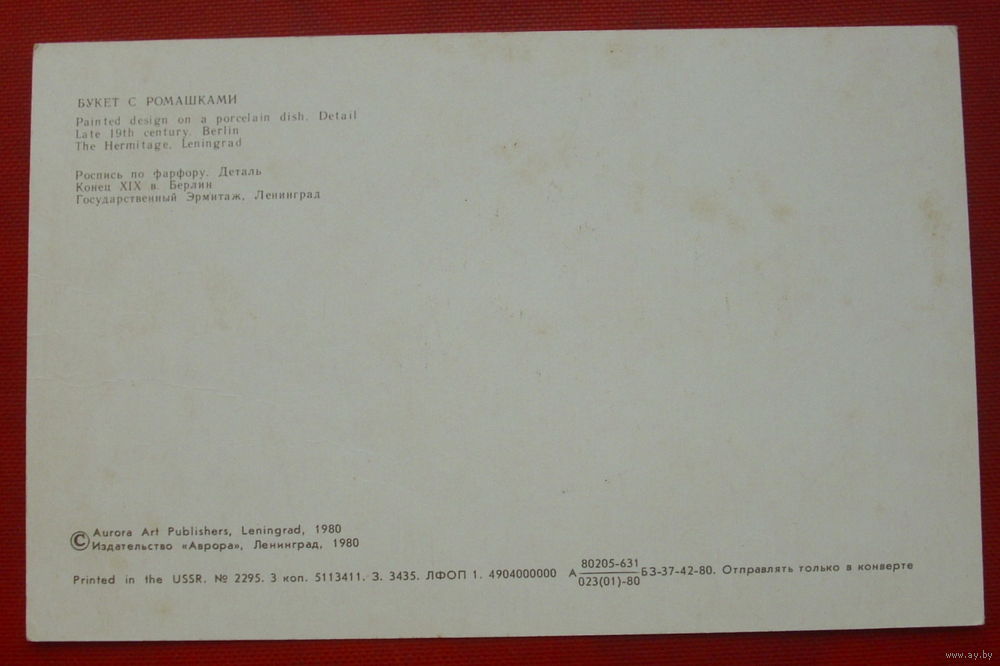 БУКЕТ С РОМАШКАМИ
Painted design on a porcelain dish. Detail
Late 19th century. Berlin
The Hermitage, Leningrad
Роспись по фарфору. Деталь
Конец XIX в. Берлин
Государственный Эрмитаж, Ленинград
© Aurora Art Publishers, Leningrad, 1980
Издательство «Аврора», Ленинград, 1980
Printed in the USSR. № 2295. 3 коп. 5113411. З. 3435. ЛФОП 1. 4904000000 А 80205-631 / 023(01)-80 БЗ-37-42-80. Отправлять только в конверте
www.ay.by